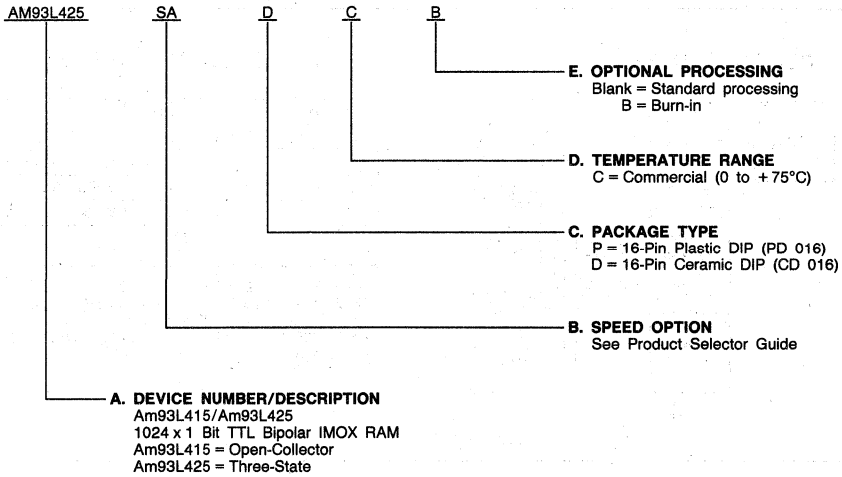 AM93L425 SA D C B
E. OPTIONAL PROCESSING
Blank = Standard processing
B = Burn-in
D. TEMPERATURE RANGE
C = Commercial (0 to +75°C)
C. PACKAGE TYPE
P = 16-Pin Plastic DIP (PD 016)
D = 16-Pin Ceramic DIP (CD 016)
B. SPEED OPTION
See Product Selector Guide
A. DEVICE NUMBER/DESCRIPTION
Am93L415/Am93L425
1024 x 1 Bit TTL Bipolar IMOX RAM
Am93L415 = Open-Collector
Am93L425 = Three-State